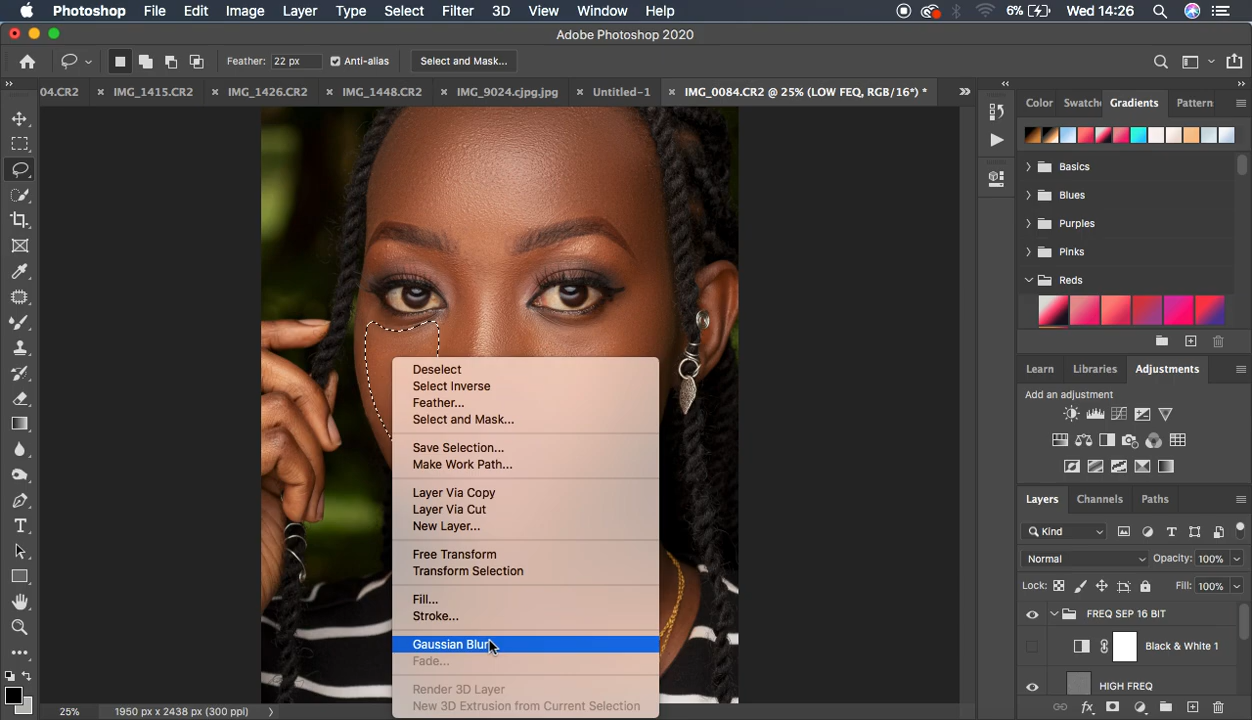 Photoshop File Edit Image Layer Type Select Filter 3D View Window Help 6% Wed 14:26
Adobe Photoshop 2020
Feather: 22 px Anti-alias Select and Mask...
04.CR2 × IMG_1415.CR2 × IMG_1426.CR2 × IMG_1448.CR2 × IMG_9024.cjpg.jpg × Untitled-1 × IMG_0084.CR2 @ 25% (LOW FEQ, RGB/16*) *
Color Swatche Gradients Pattern
Basics
Blues
Purples
Pinks
Reds
Learn Libraries Adjustments
Add an adjustment
Layers Channels Paths
Kind
Normal Opacity: 100%
Lock: Fill: 100%
FREQ SEP 16 BIT
Black & White 1
HIGH FREQ
Deselect
Select Inverse
Feather...
Select and Mask...
Save Selection...
Make Work Path...
Layer Via Copy
Layer Via Cut
New Layer...
Free Transform
Transform Selection
Fill...
Stroke...
Gaussian Blur
Fade...
Render 3D Layer
New 3D Extrusion from Current Selection
25% 1950 px x 2438 px (300 ppi)